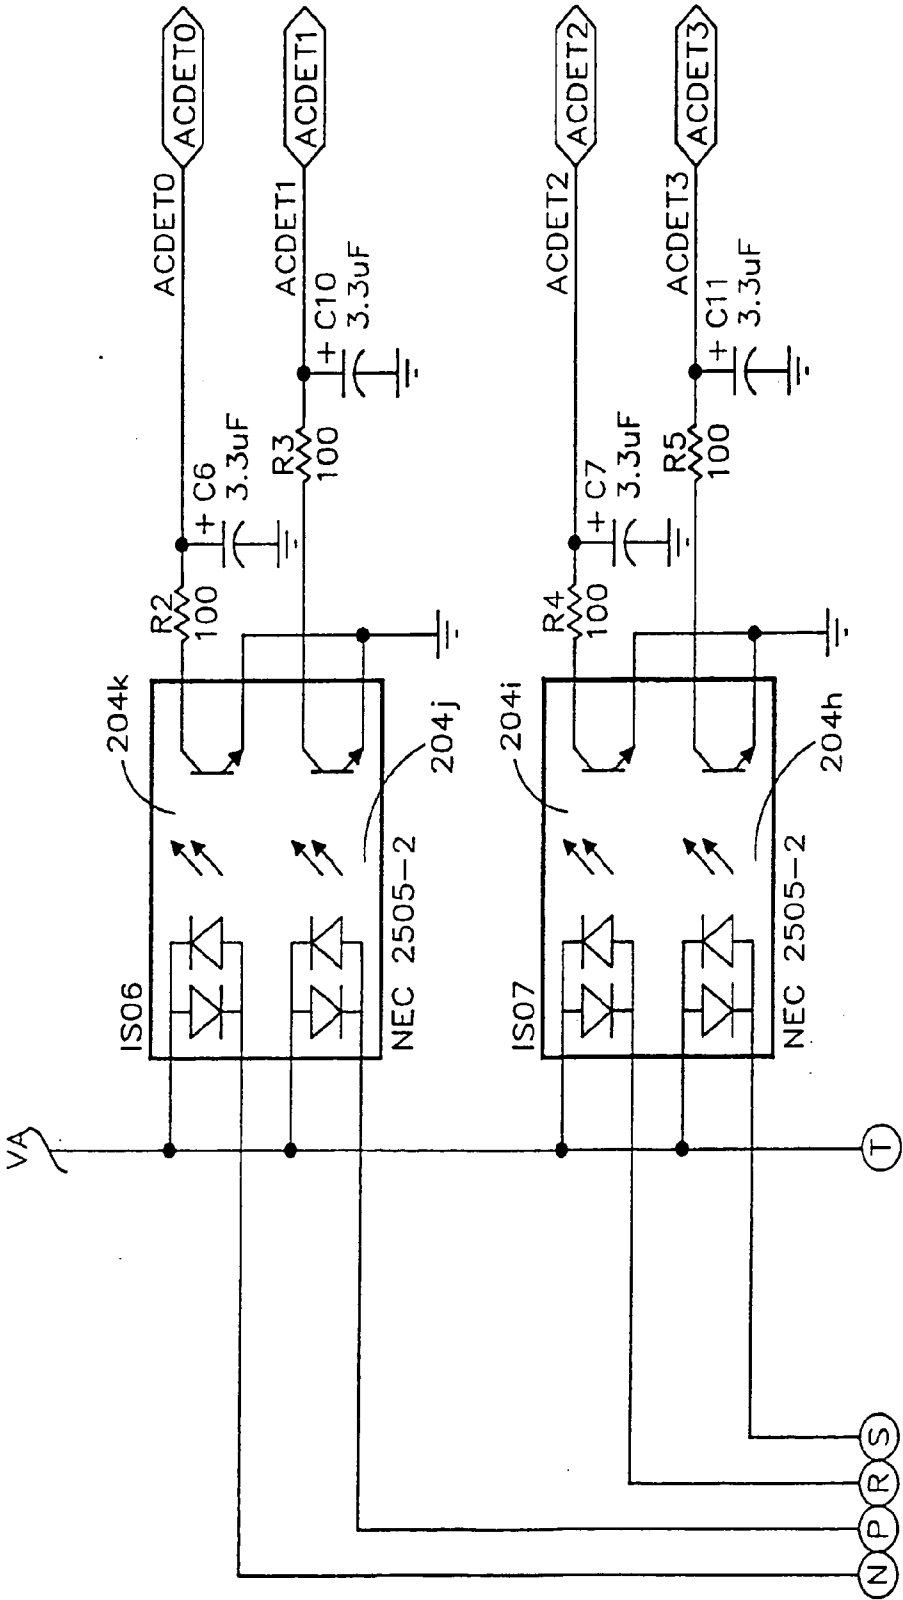 VA
IS06
204k
R2
100
+ C6
3.3uF
ACDET0
ACDET0
204j
NEC 2505-2
R3
100
+ C10
3.3uF
ACDET1
ACDET1
IS07
204i
R4
100
+ C7
3.3uF
ACDET2
ACDET2
204h
NEC 2505-2
R5
100
+ C11
3.3uF
ACDET3
ACDET3
N
P
R
S
T